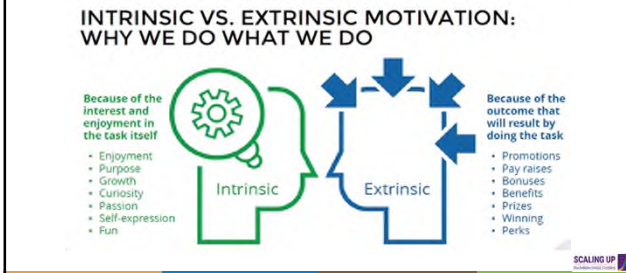 INTRINSIC VS. EXTRINSIC MOTIVATION:
WHY WE DO WHAT WE DO
Because of the
interest and
enjoyment in
the task itself
• Enjoyment
• Purpose
• Growth
• Curiosity
• Passion
• Self-expression
• Fun
Intrinsic
Extrinsic
Because of the
outcome that
will result by
doing the task
• Promotions
• Pay raises
• Bonuses
• Benefits
• Prizes
• Winning
• Perks
SCALING UP